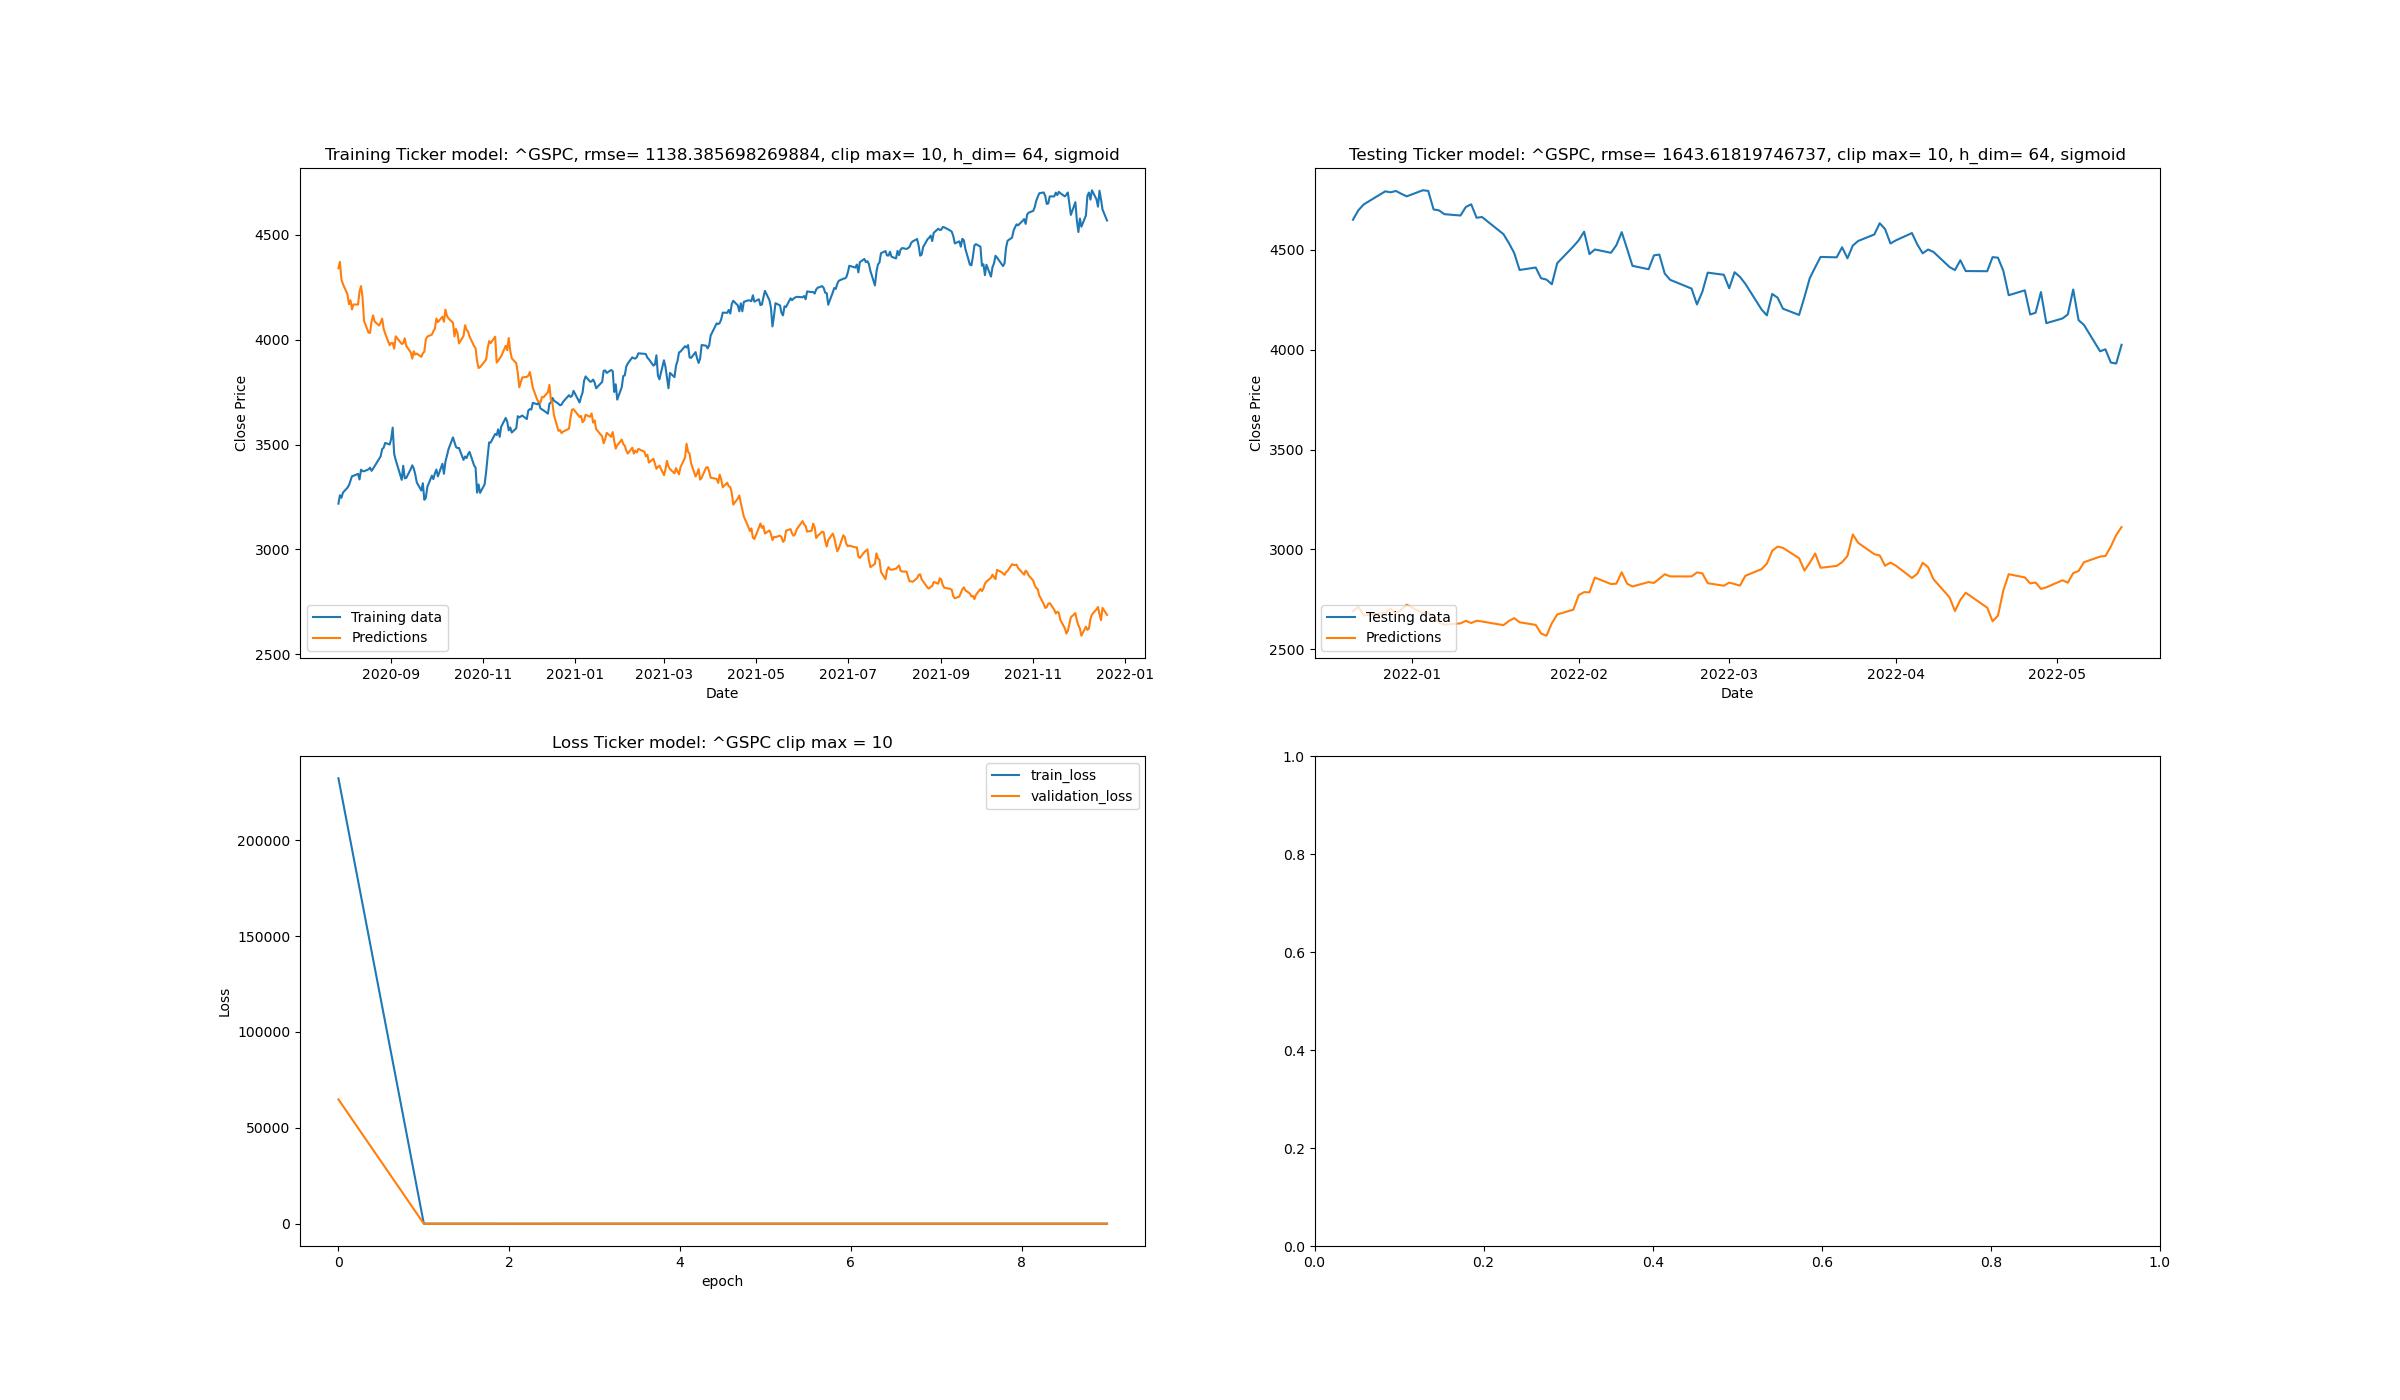 Training Ticker model: ^GSPC, rmse= 1138.385698269884, clip max= 10, h_dim= 64, sigmoid
Close Price
4500
4000
3500
3000
2500
Training data
Predictions
2020-09 2020-11 2021-01 2021-03 2021-05 2021-07 2021-09 2021-11 2022-01
Date
Testing Ticker model: ^GSPC, rmse= 1643.61819746737, clip max= 10, h_dim= 64, sigmoid
Close Price
4500
4000
3500
3000
2500
Testing data
Predictions
2022-01 2022-02 2022-03 2022-04 2022-05
Date
Loss Ticker model: ^GSPC clip max = 10
train_loss
validation_loss
Loss
200000
150000
100000
50000
0
0 2 4 6 8
epoch
1.0
0.8
0.6
0.4
0.2
0.0
0.0 0.2 0.4 0.6 0.8 1.0